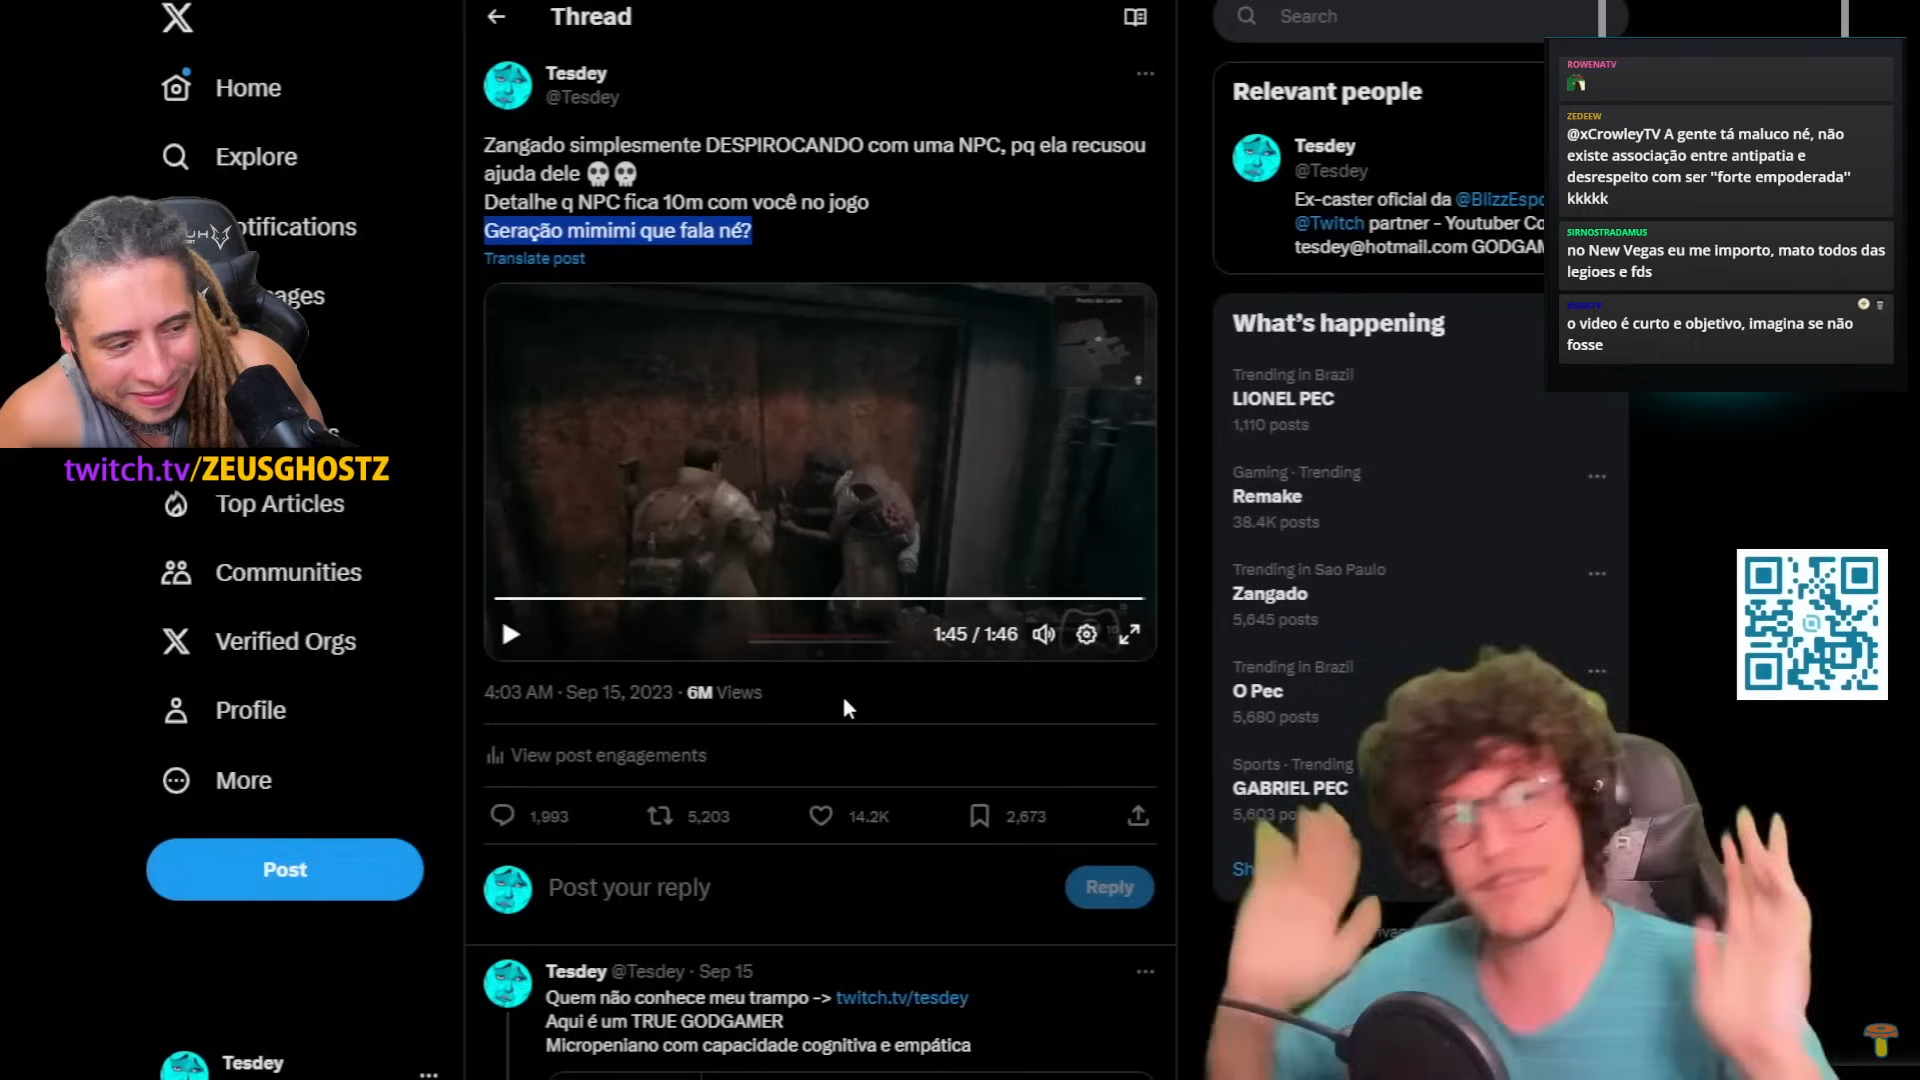 Home
Explore
otifications
ages
s
twitch.tv/ZEUSGHOSTZ
Top Articles
Communities
Verified Orgs
Profile
More
Post
Tesdey
Thread
Tesdey
@Tesdey
Zangado simplesmente DESPIROCANDO com uma NPC, pq ela recusou
ajuda dele 💀💀
Detalhe q NPC fica 10m com você no jogo
Geração mimimi que fala né?
Translate post
1:45 / 1:46
4:03 AM · Sep 15, 2023 · 6M Views
View post engagements
1,993 5,203 14.2K 2,673
Post your reply
Reply
Tesdey @Tesdey · Sep 15
Quem não conhece meu trampo -> twitch.tv/tesdey
Aqui é um TRUE GODGAMER
Micropeniano com capacidade cognitiva e empática
Search
Relevant people
Tesdey
@Tesdey
Ex-caster oficial da @BlizzEspo
@Twitch partner - Youtuber Co
tesdey@hotmail.com GODGAM
What's happening
Trending in Brazil
LIONEL PEC
1,110 posts
Gaming · Trending
Remake
38.4K posts
Trending in Sao Paulo
Zangado
5,645 posts
Trending in Brazil
O Pec
5,680 posts
Sports · Trending
GABRIEL PEC
5,603 po
Sh
ROWENATV
ZEDEEW
@xCrowleyTV A gente tá maluco né, não
existe associação entre antipatia e
desrespeito com ser "forte empoderada"
kkkkk
SIRNOSTRADAMUS
no New Vegas eu me importo, mato todos das
legioes e fds
o video é curto e objetivo, imagina se não
fosse